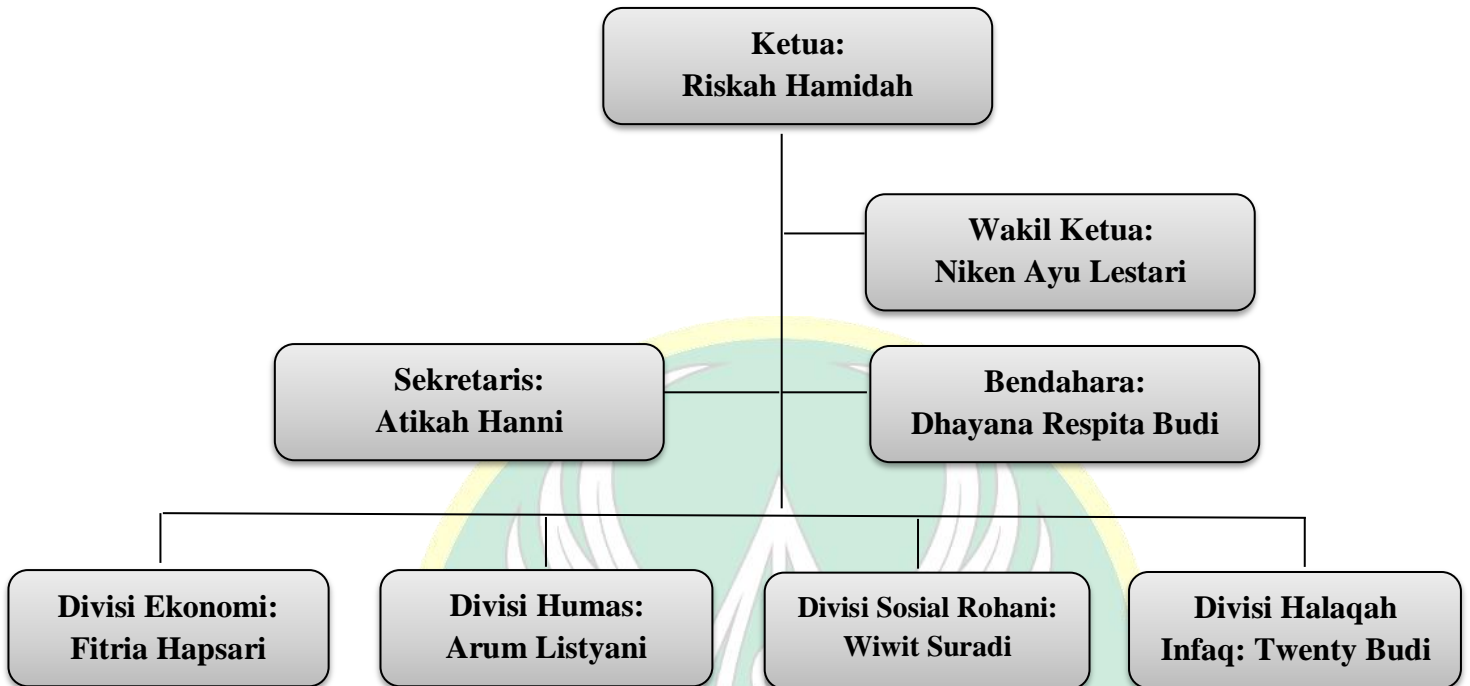 Ketua:
Riskah Hamidah
Wakil Ketua:
Niken Ayu Lestari
Sekretaris:
Atikah Hanni
Bendahara:
Dhayana Respita Budi
Divisi Ekonomi:
Fitria Hapsari
Divisi Humas:
Arum Listyani
Divisi Sosial Rohani:
Wiwit Suradi
Divisi Halaqah
Infaq: Twenty Budi